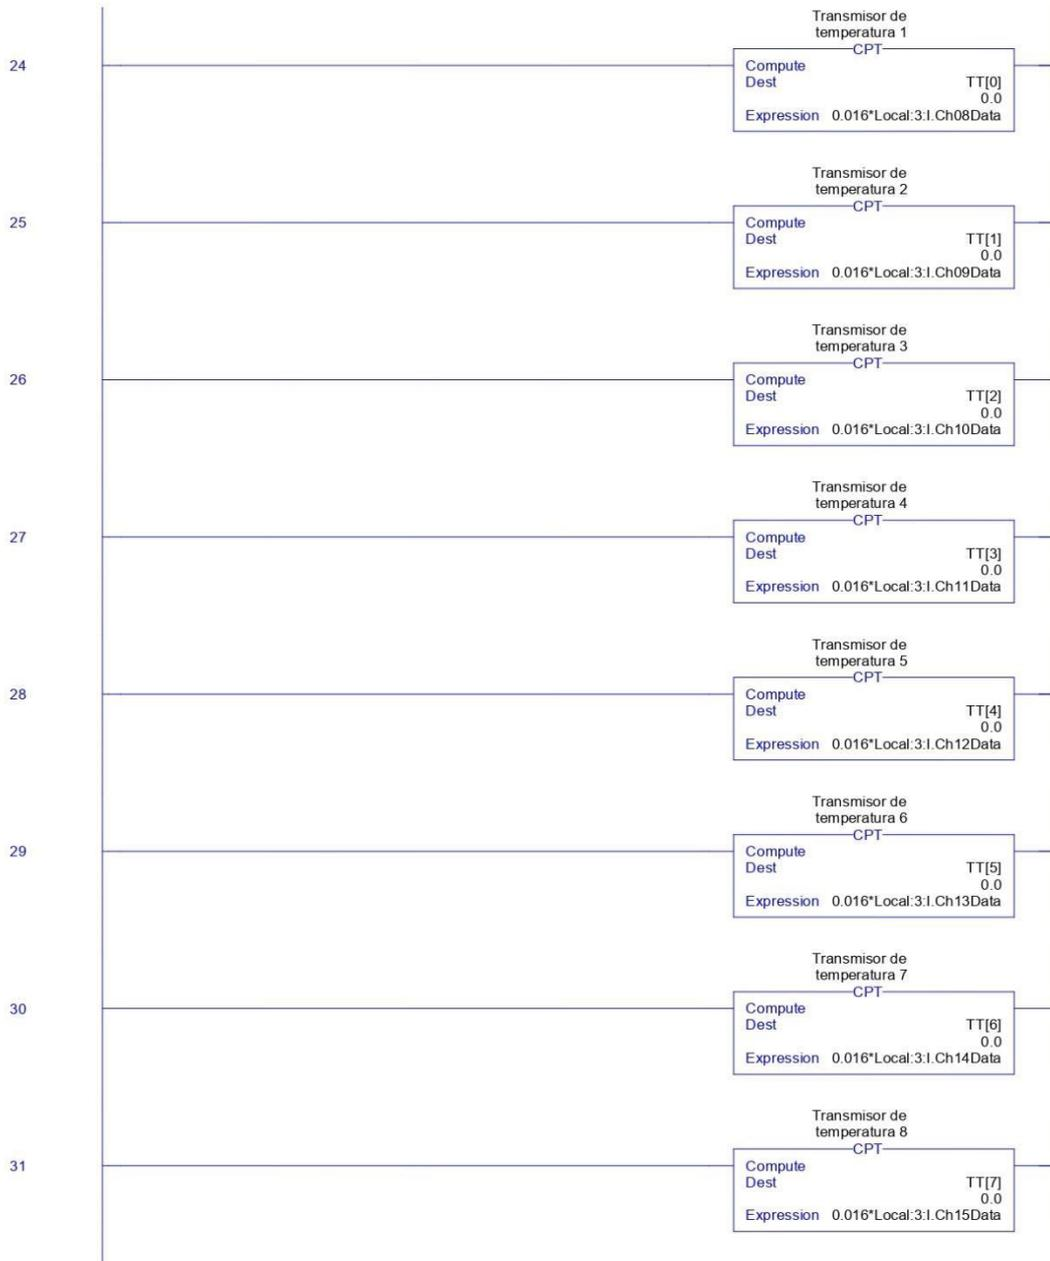 Transmisor de
temperatura 1
CPT
24
Compute
Dest TT[0]
0.0
Expression 0.016*Local:3:I.Ch08Data
Transmisor de
temperatura 2
CPT
25
Compute
Dest TT[1]
0.0
Expression 0.016*Local:3:I.Ch09Data
Transmisor de
temperatura 3
CPT
26
Compute
Dest TT[2]
0.0
Expression 0.016*Local:3:I.Ch10Data
Transmisor de
temperatura 4
CPT
27
Compute
Dest TT[3]
0.0
Expression 0.016*Local:3:I.Ch11Data
Transmisor de
temperatura 5
CPT
28
Compute
Dest TT[4]
0.0
Expression 0.016*Local:3:I.Ch12Data
Transmisor de
temperatura 6
CPT
29
Compute
Dest TT[5]
0.0
Expression 0.016*Local:3:I.Ch13Data
Transmisor de
temperatura 7
CPT
30
Compute
Dest TT[6]
0.0
Expression 0.016*Local:3:I.Ch14Data
Transmisor de
temperatura 8
CPT
31
Compute
Dest TT[7]
0.0
Expression 0.016*Local:3:I.Ch15Data